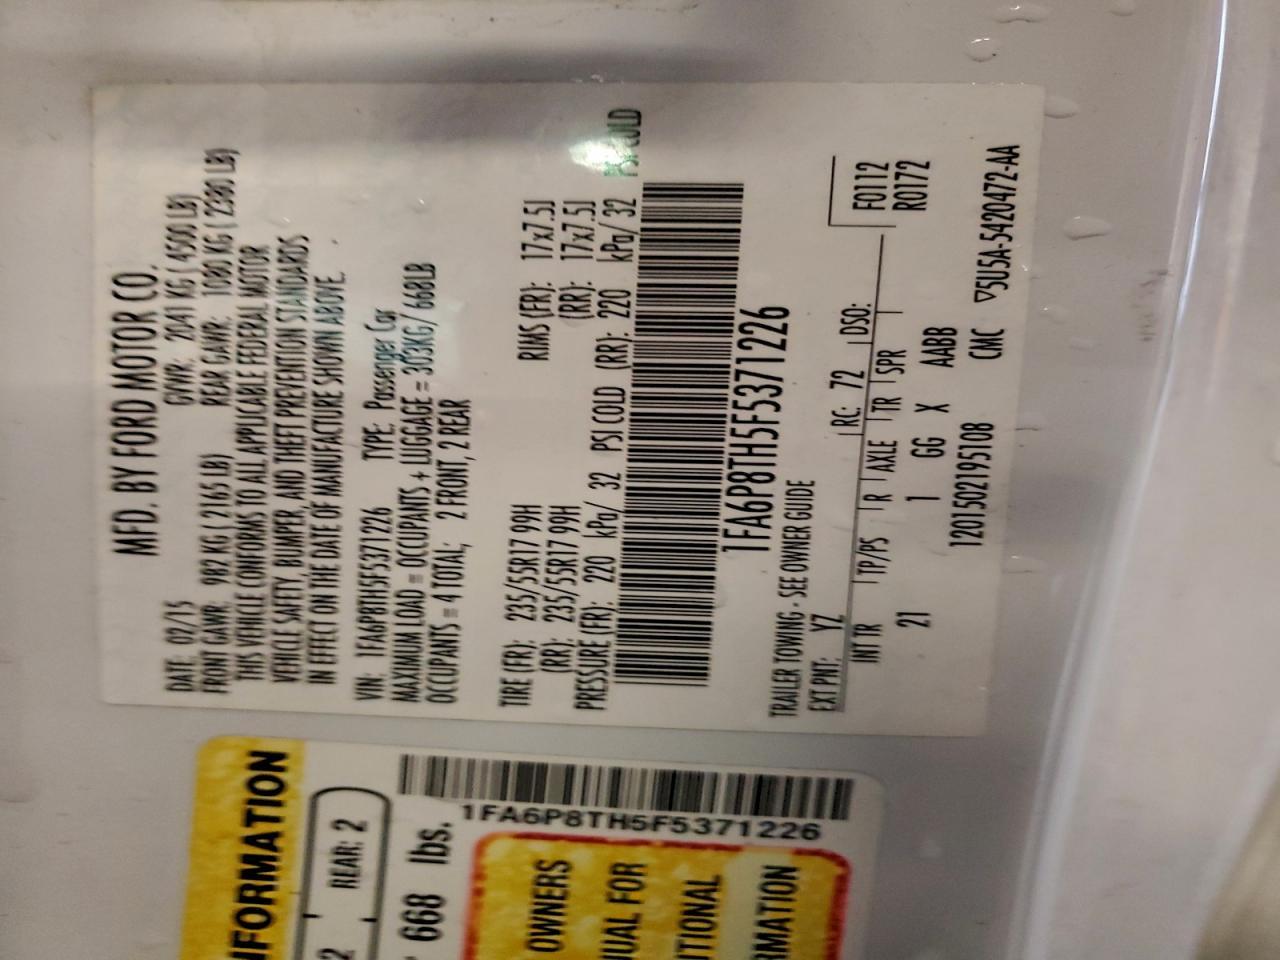 MFD. BY FORD MOTOR CO.
DATE: 02/15 GVWR: 2041 KG ( 4500 LB)
FRONT GAWR: 982 KG ( 2165 LB) REAR GAWR: 1080 KG ( 2380 LB)
THIS VEHICLE CONFORMS TO ALL APPLICABLE FEDERAL MOTOR
VEHICLE SAFETY, BUMPER, AND THEFT PREVENTION STANDARDS
IN EFFECT ON THE DATE OF MANUFACTURE SHOWN ABOVE.
VIN: 1FA6P8TH5F5371226 TYPE: Passenger Car
MAXIMUM LOAD = OCCUPANTS + LUGGAGE = 303KG/ 668LB
OCCUPANTS = 4 TOTAL; 2 FRONT, 2 REAR
TIRE (FR): 235/55R17 99H RIMS (FR): 17x7.5J
(RR): 235/55R17 99H (RR): 17x7.5J
PRESSURE (FR): 220 kPa/ 32 PSI COLD (RR): 220 kPa/ 32 PSI COLD
1FA6P8TH5F5371226
TRAILER TOWING - SEE OWNER GUIDE
EXT PNT: YZ RC: 72 DSO:
INT TR TP/PS R AXLE TR SPR F0112
21 1 GG X AABB R0172
1201502195108 CMC ▽5U5A-5420472-AA
INFORMATION
2 REAR: 2
668 lbs.
1FA6P8TH5F5371226
OWNERS
UAL FOR
ITIONAL
RMATION